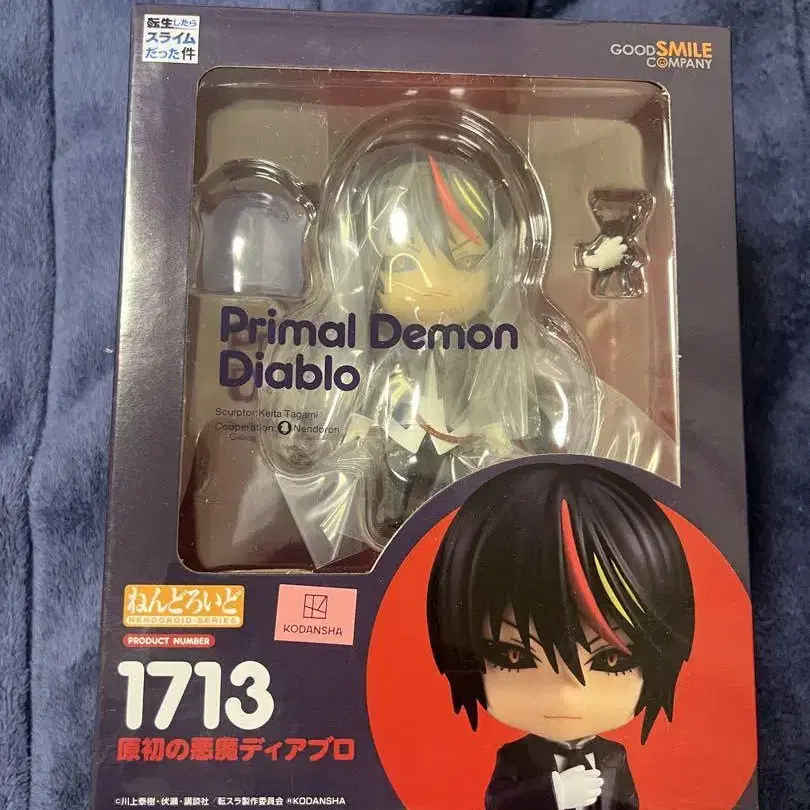 転生したら
スライム
だった件
GOOD SMILE
COMPANY
Primal Demon
Diablo
Sculptor:Keita Tagami
Cooperation: Nendoron
ねんどろいど
NENDOROID-SERIES
PRODUCT NUMBER
KODANSHA
1713
原初の悪魔ディアブロ
©川上泰樹・伏瀬・講談社/転スラ製作委員会 ®KODANSHA